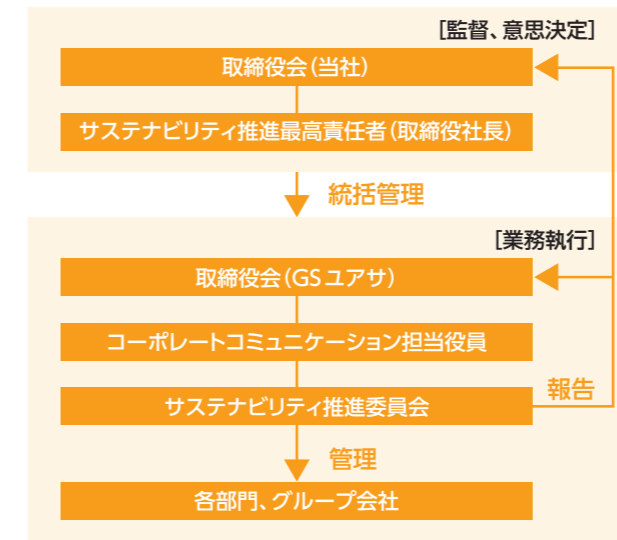 [監督、意思決定]
取締役会(当社)
サステナビリティ推進最高責任者(取締役社長)
統括管理
[業務執行]
取締役会(GSユアサ)
コーポレートコミュニケーション担当役員
サステナビリティ推進委員会
報告
管理
各部門、グループ会社